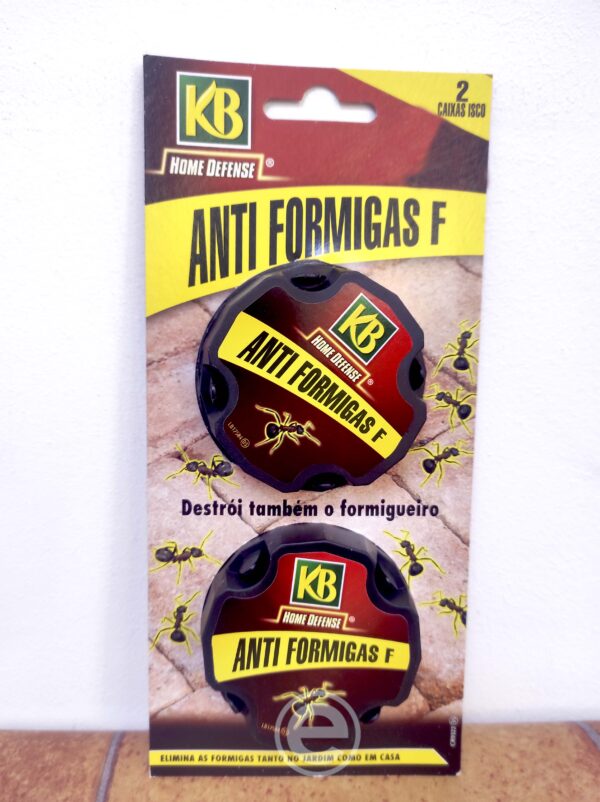 KB
HOME DEFENSE®
2
CAIXAS ISCO
ANTI FORMIGAS F
KB
HOME DEFENSE®
ANTI FORMIGAS F
Destrói também o formigueiro
KB
HOME DEFENSE®
ANTI FORMIGAS F
e
ELIMINA AS FORMIGAS TANTO NO JARDIM COMO EM CASA